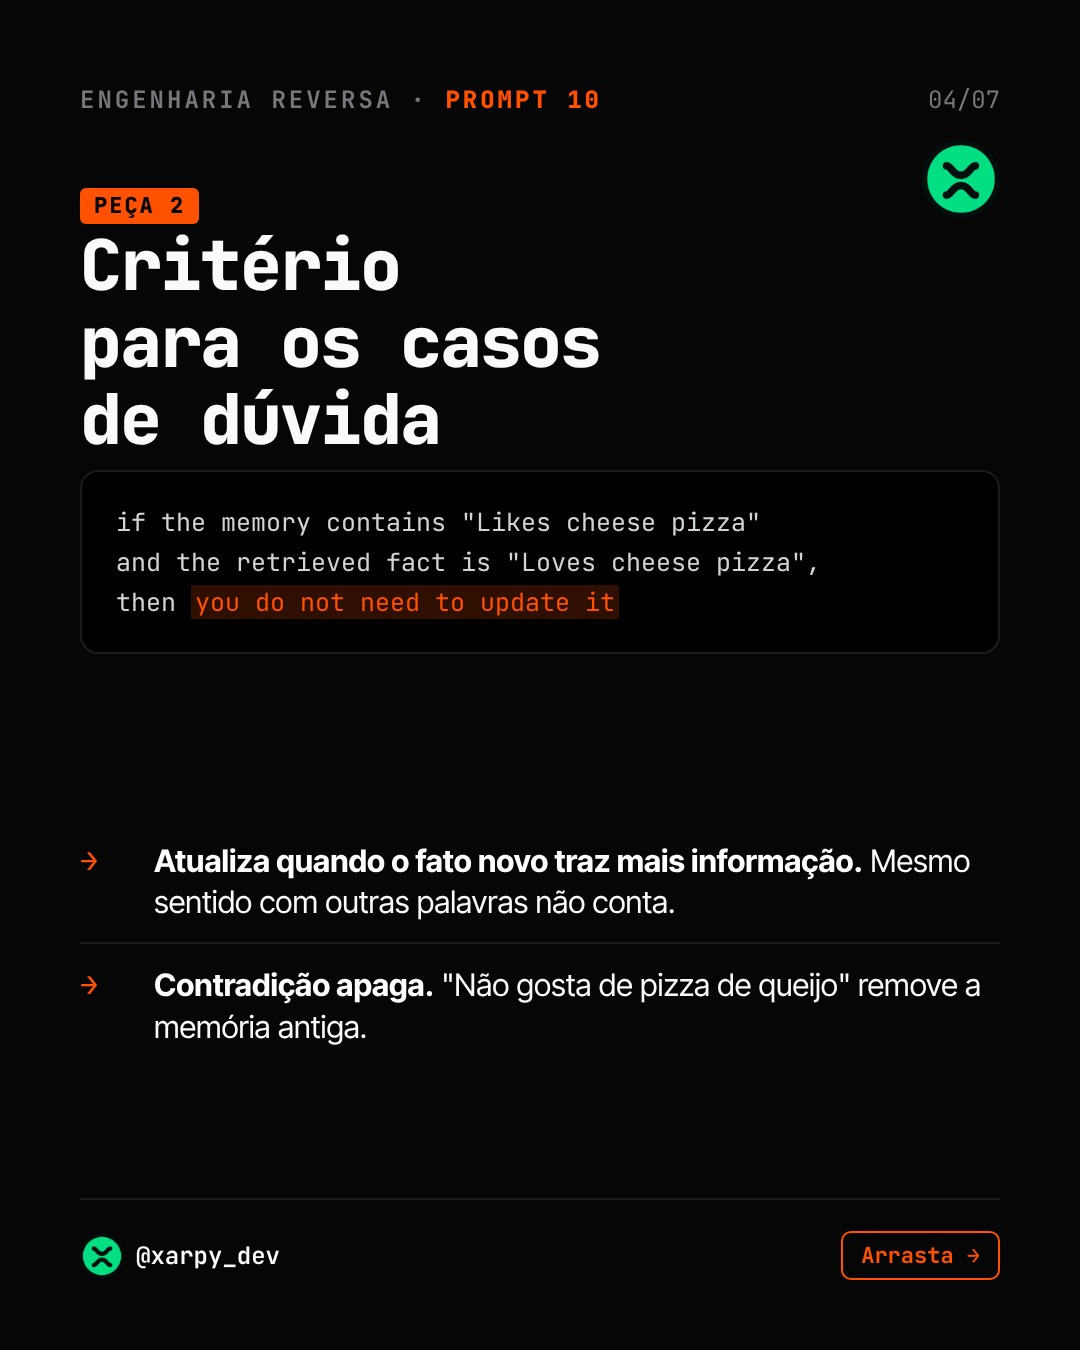 ENGENHARIA REVERSA · PROMPT 10
04/07
PEÇA 2
Critério
para os casos
de dúvida
if the memory contains "Likes cheese pizza"
and the retrieved fact is "Loves cheese pizza",
then you do not need to update it
→ Atualiza quando o fato novo traz mais informação. Mesmo
sentido com outras palavras não conta.
→ Contradição apaga. "Não gosta de pizza de queijo" remove a
memória antiga.
@xarpy_dev
Arrasta →